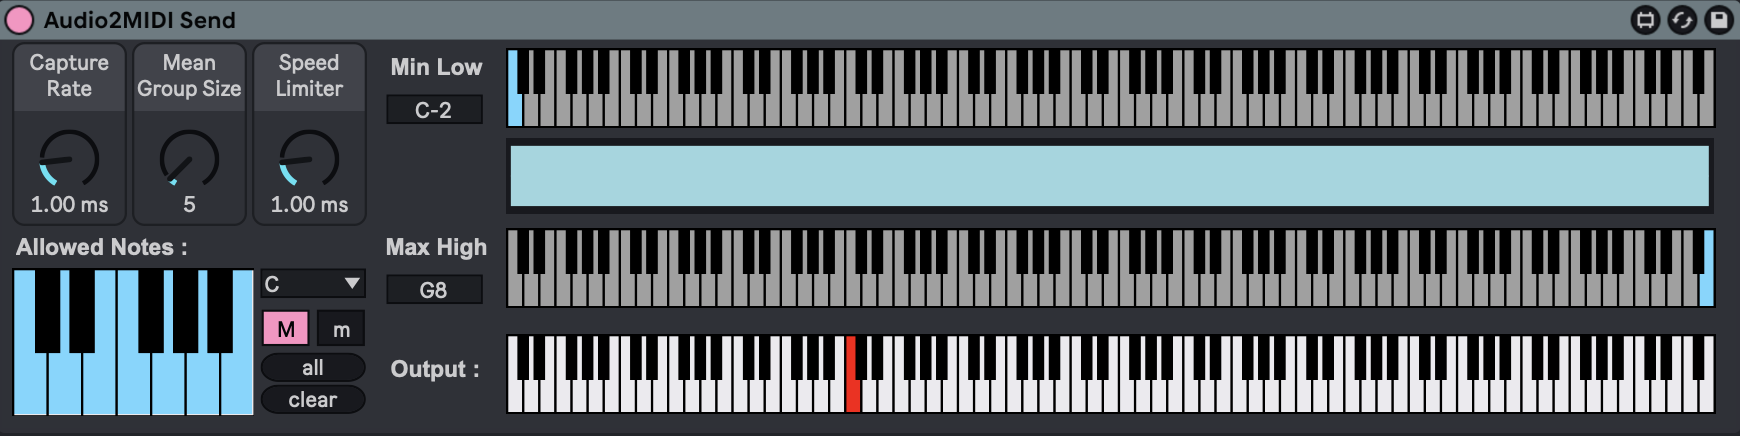 Audio2MIDI Send
Capture
Rate
1.00 ms
Mean
Group Size
5
Speed
Limiter
1.00 ms
Min Low
C-2
Allowed Notes :
C
M
m
all
clear
Max High
G8
Output :